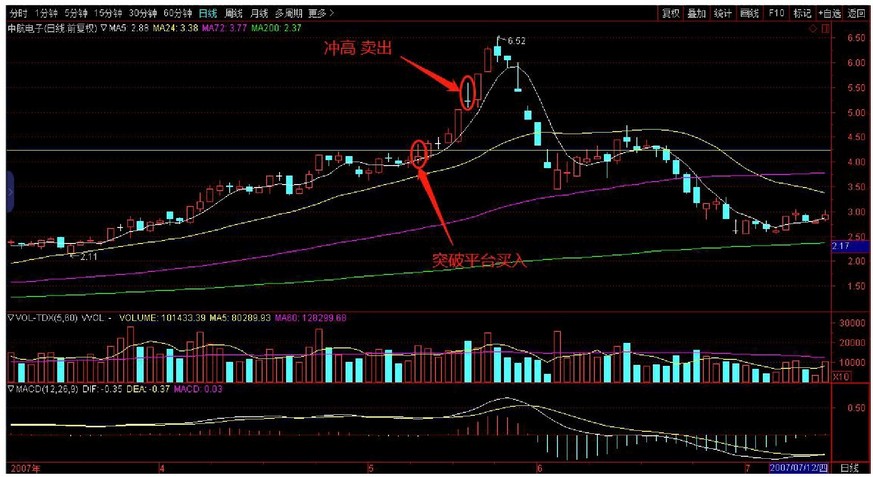 分时 1分钟 5分钟 15分钟 30分钟 60分钟 日线 周线 月线 多周期 更多> 复权 叠加 统计 画线 F10 标记 +自选 返回
中航电子(日线.前复权) ▽MA5: 2.88 MA24: 3.38 MA72: 3.77 MA200: 2.37
冲高 卖出
6.52
6.50
6.00
5.50
5.00
4.50
4.00
3.50
3.00
2.50
2.17
2.00
1.50
2.11
突破平台买入
▽VOL-TDX(5,60) VVOL - VOLUME: 101433.39 MA5: 80289.93 MA60: 128299.68
30000
20000
10000
X10
▽MACD(12,26,9) DIF: -0.35 DEA: -0.37 MACD: 0.03
0.50
2007年 4 5 6 7 2007/07/12/四 日线